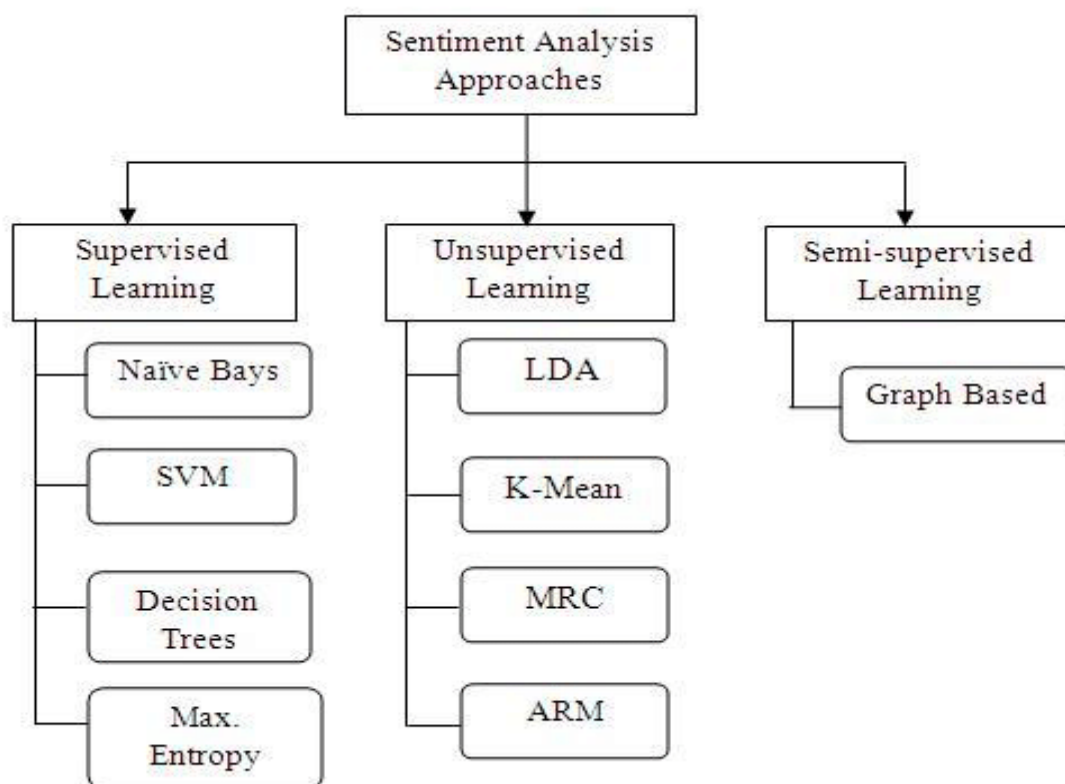 Sentiment Analysis
Approaches
Supervised
Learning
Unsupervised
Learning
Semi-supervised
Learning
Naïve Bays
SVM
Decision
Trees
Max.
Entropy
LDA
K-Mean
MRC
ARM
Graph Based